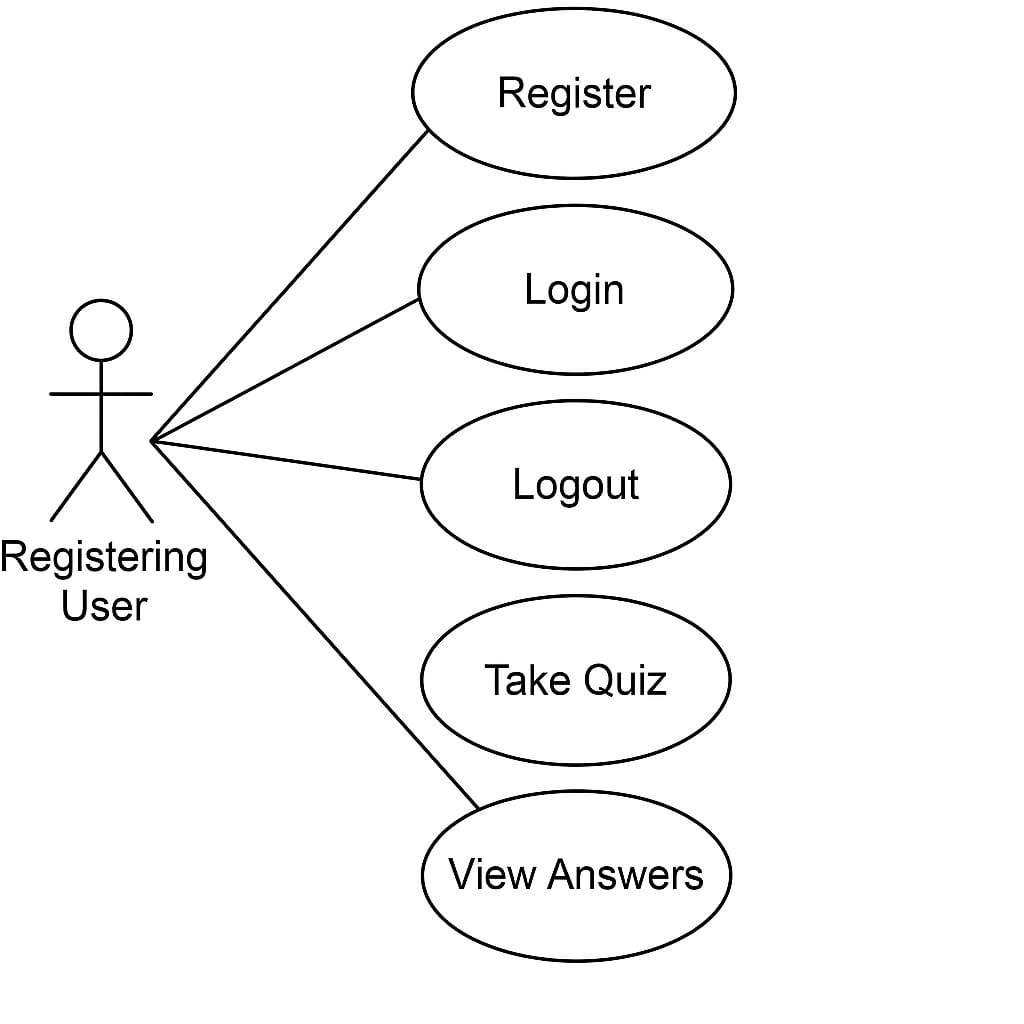 Register
Login
Logout
Registering
User
Take Quiz
View Answers